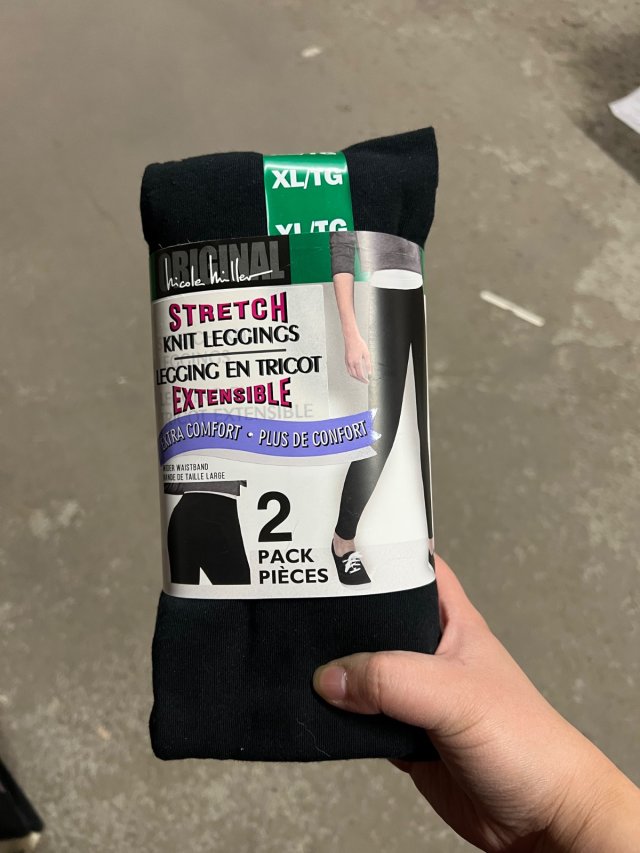 XL/TG
XL/TG
ORIGINAL
Nicole Miller
STRETCH
KNIT LEGGINGS
LEGGING EN TRICOT
EXTENSIBLE
EXTRA COMFORT • PLUS DE CONFORT
WIDER WAISTBAND
BANDE DE TAILLE LARGE
2
PACK
PIÈCES